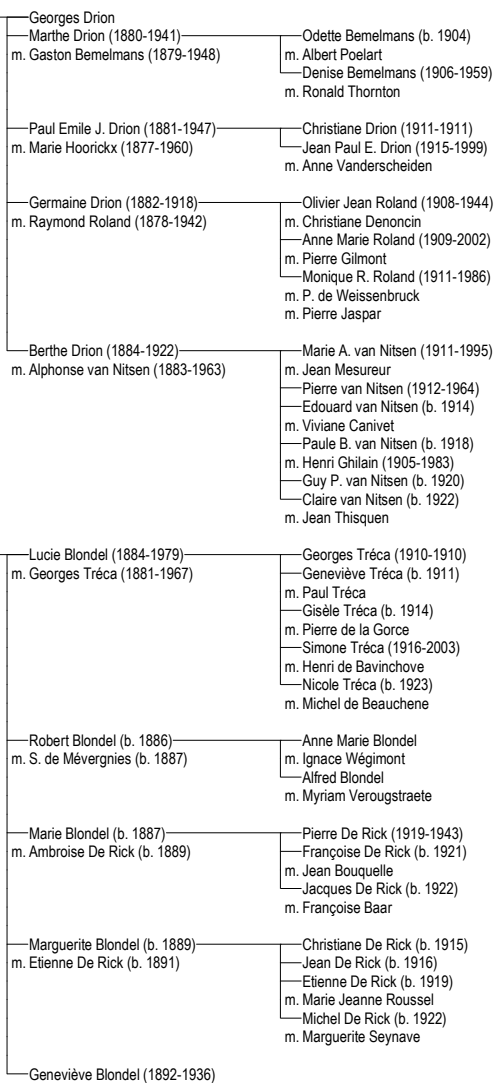 Georges Drion
Marthe Drion (1880-1941)
m. Gaston Bemelmans (1879-1948)
Odette Bemelmans (b. 1904)
m. Albert Poelart
Denise Bemelmans (1906-1959)
m. Ronald Thornton
Paul Emile J. Drion (1881-1947)
m. Marie Hoorickx (1877-1960)
Christiane Drion (1911-1911)
Jean Paul E. Drion (1915-1999)
m. Anne Vanderscheiden
Germaine Drion (1882-1918)
m. Raymond Roland (1878-1942)
Olivier Jean Roland (1908-1944)
m. Christiane Denoncin
Anne Marie Roland (1909-2002)
m. Pierre Gilmont
Monique R. Roland (1911-1986)
m. P. de Weissenbruck
m. Pierre Jaspar
Berthe Drion (1884-1922)
m. Alphonse van Nitsen (1883-1963)
Marie A. van Nitsen (1911-1995)
m. Jean Mesureur
Pierre van Nitsen (1912-1964)
Edouard van Nitsen (b. 1914)
m. Viviane Canivet
Paule B. van Nitsen (b. 1918)
m. Henri Ghilain (1905-1983)
Guy P. van Nitsen (b. 1920)
Claire van Nitsen (b. 1922)
m. Jean Thisquen
Lucie Blondel (1884-1979)
m. Georges Tréca (1881-1967)
Georges Tréca (1910-1910)
Geneviève Tréca (b. 1911)
m. Paul Tréca
Gisèle Tréca (b. 1914)
m. Pierre de la Gorce
Simone Tréca (1916-2003)
m. Henri de Bavinchove
Nicole Tréca (b. 1923)
m. Michel de Beauchene
Robert Blondel (b. 1886)
m. S. de Mévergnies (b. 1887)
Anne Marie Blondel
m. Ignace Wégimont
Alfred Blondel
m. Myriam Verougstraete
Marie Blondel (b. 1887)
m. Ambroise De Rick (b. 1889)
Pierre De Rick (1919-1943)
Françoise De Rick (b. 1921)
m. Jean Bouquelle
Jacques De Rick (b. 1922)
m. Françoise Baar
Marguerite Blondel (b. 1889)
m. Etienne De Rick (b. 1891)
Christiane De Rick (b. 1915)
Jean De Rick (b. 1916)
Etienne De Rick (b. 1919)
m. Marie Jeanne Roussel
Michel De Rick (b. 1922)
m. Marguerite Seynave
Geneviève Blondel (1892-1936)